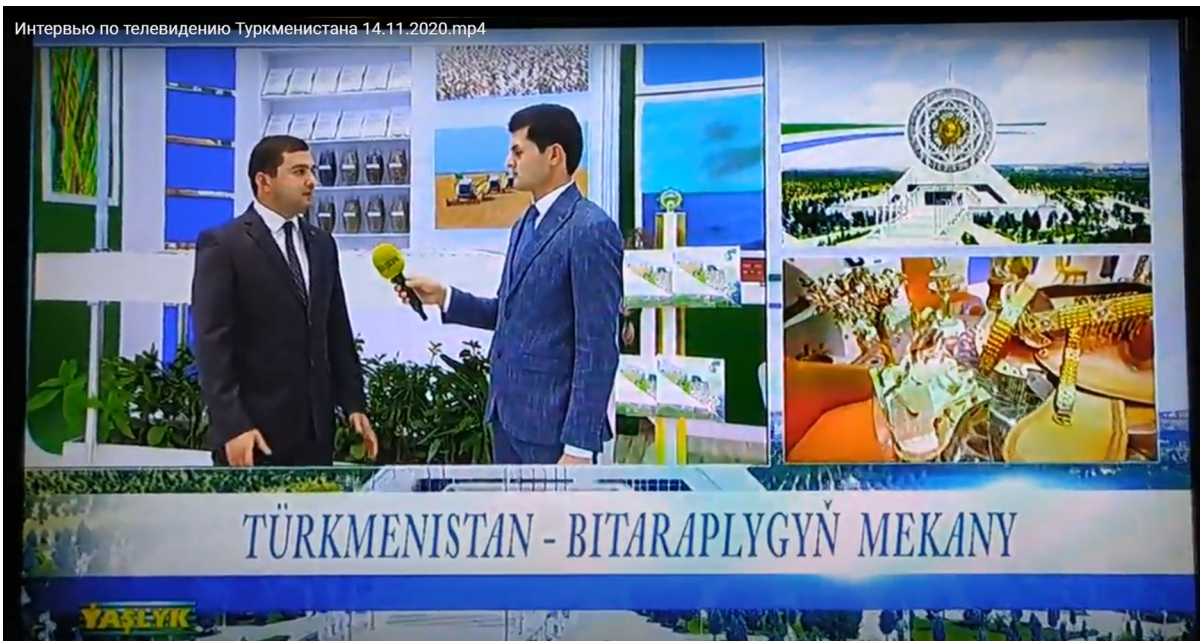 Интервью по телевидению Туркменистана 14.11.2020.mp4
TÜRKMENISTAN - BITARAPLYGYŇ MEKANY
ÝAŞLYK